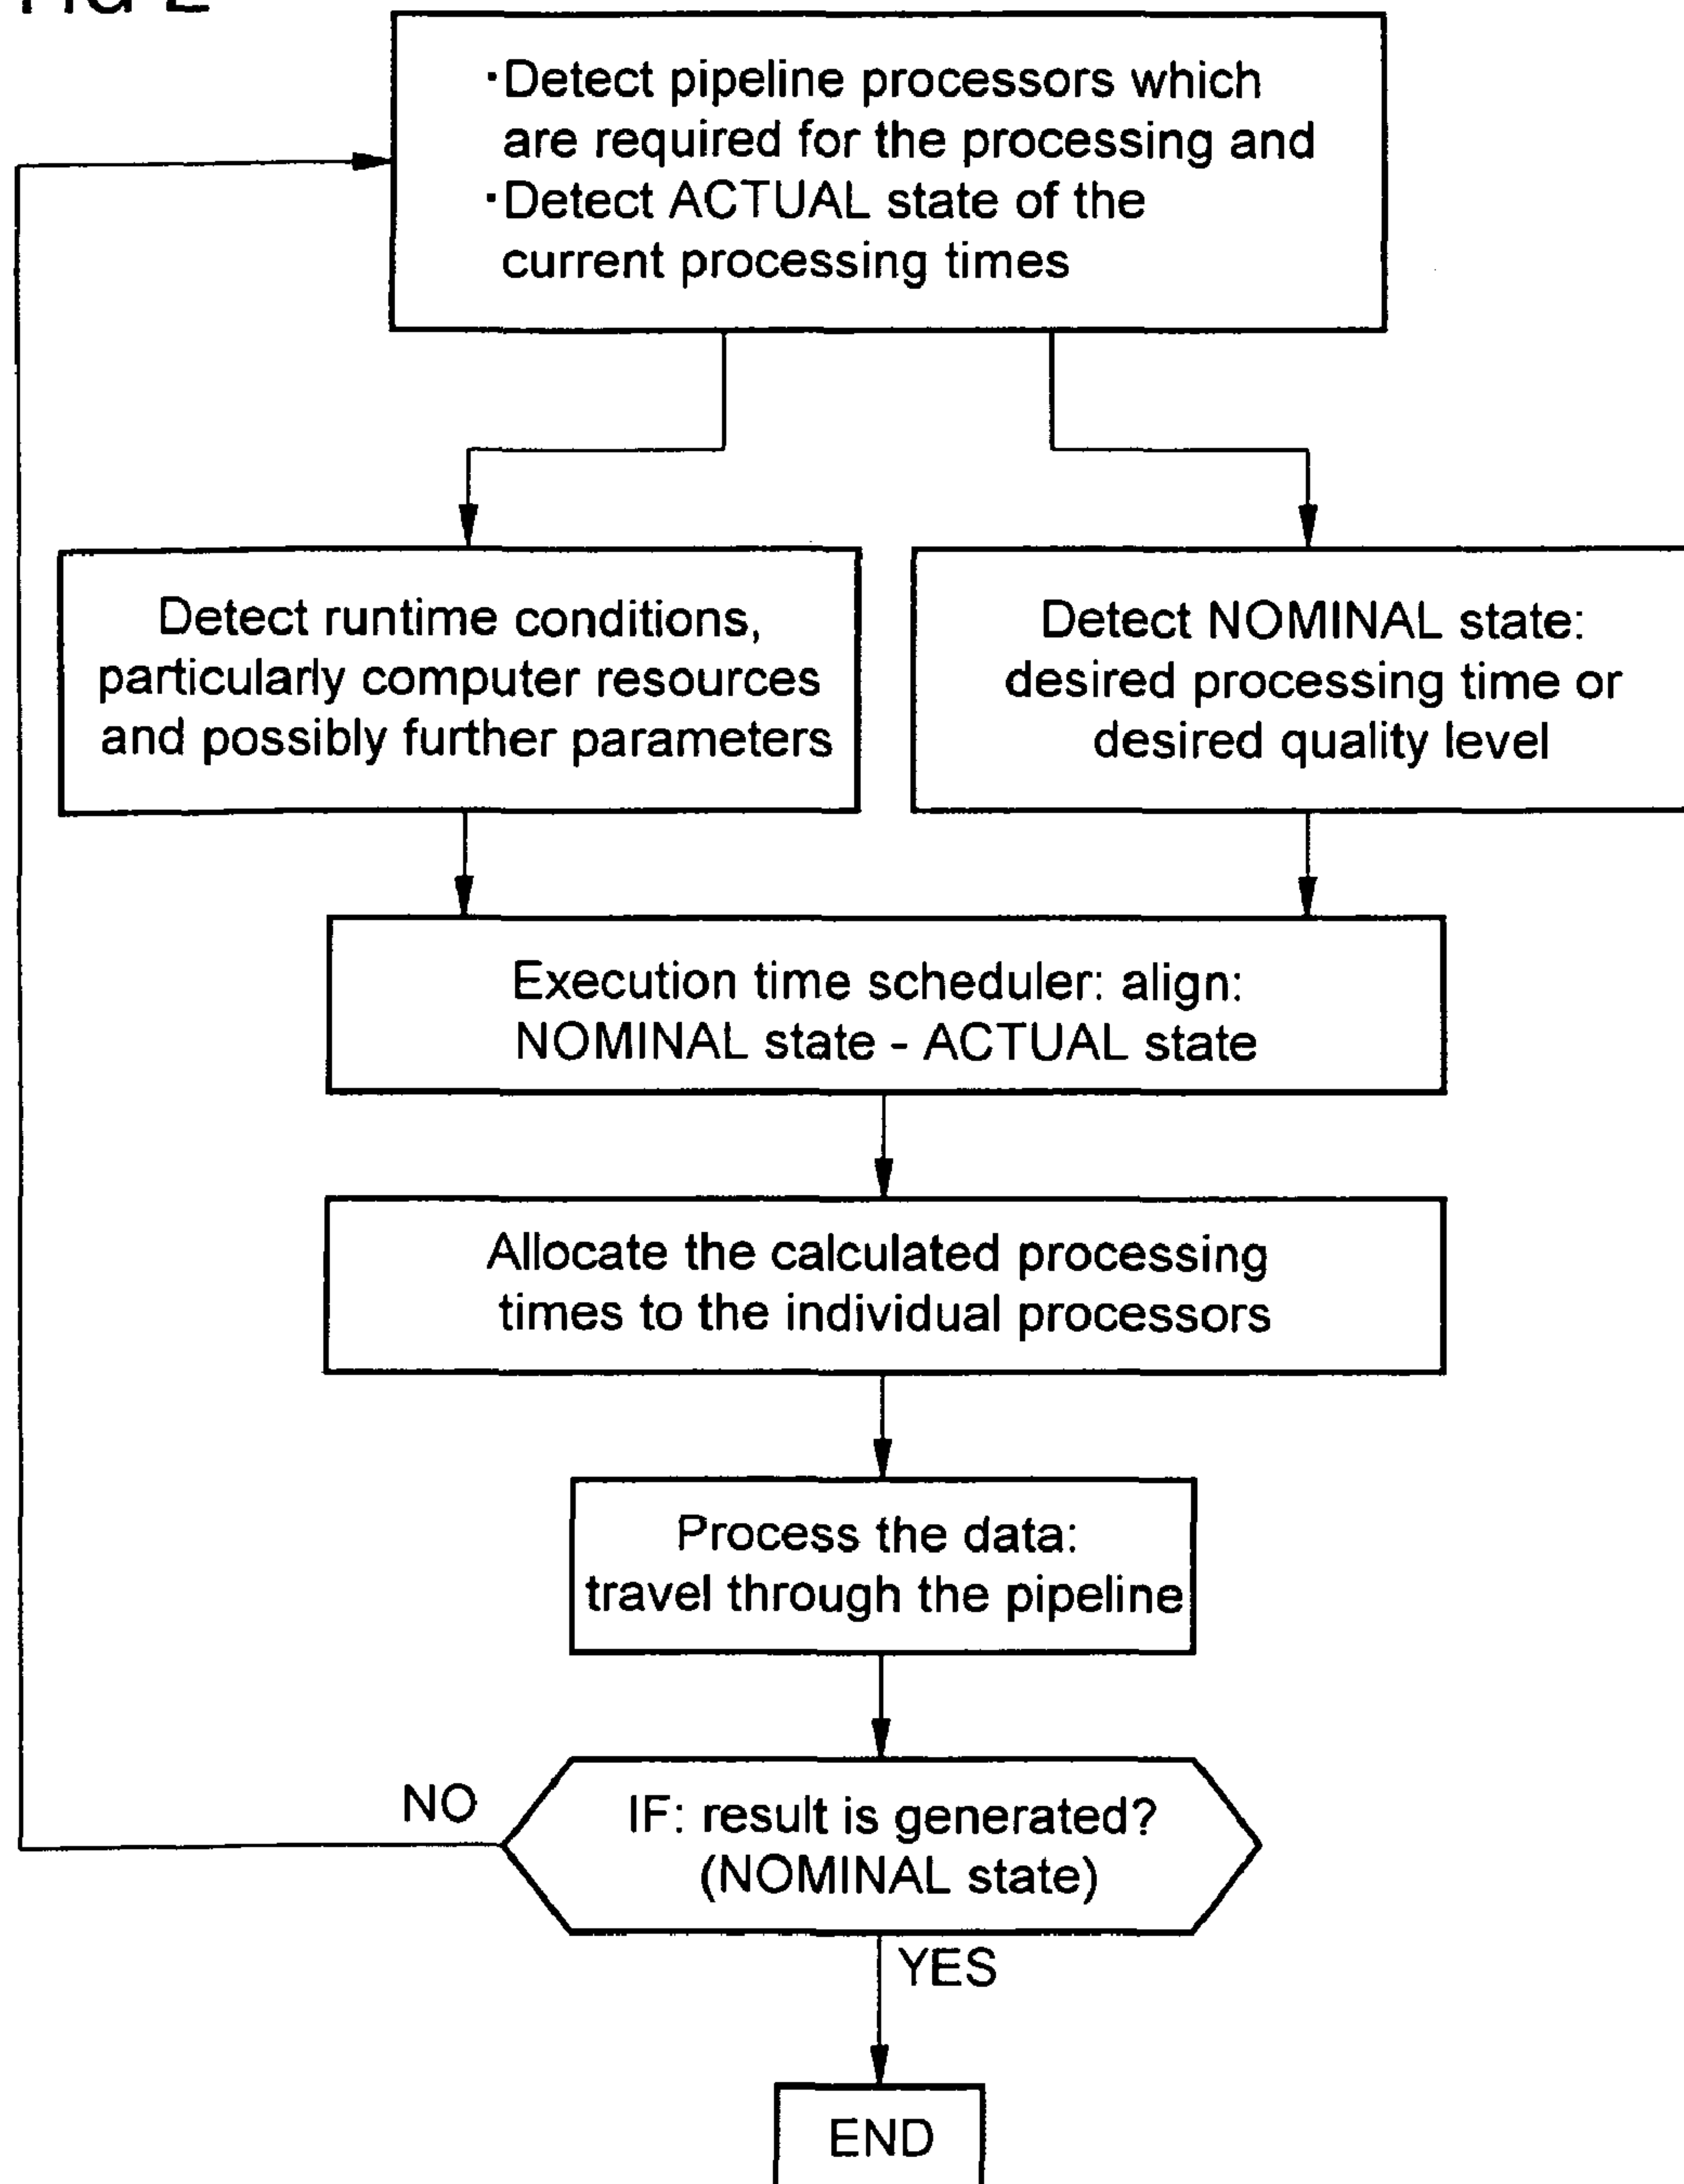 FIG 2
·Detect pipeline processors which
are required for the processing and
·Detect ACTUAL state of the
current processing times
Detect runtime conditions,
particularly computer resources
and possibly further parameters
Detect NOMINAL state:
desired processing time or
desired quality level
Execution time scheduler: align:
NOMINAL state - ACTUAL state
Allocate the calculated processing
times to the individual processors
Process the data:
travel through the pipeline
NO
IF: result is generated?
(NOMINAL state)
YES
END